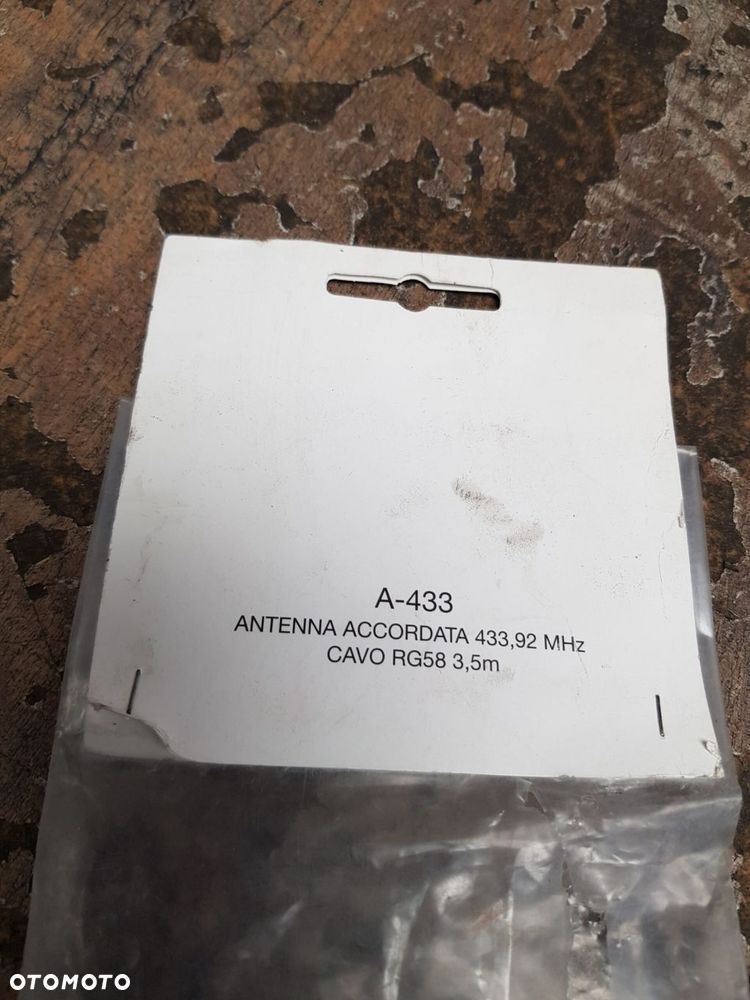 A-433
ANTENNA ACCORDATA 433,92 MHz
CAVO RG58 3,5m
OTOMOTO